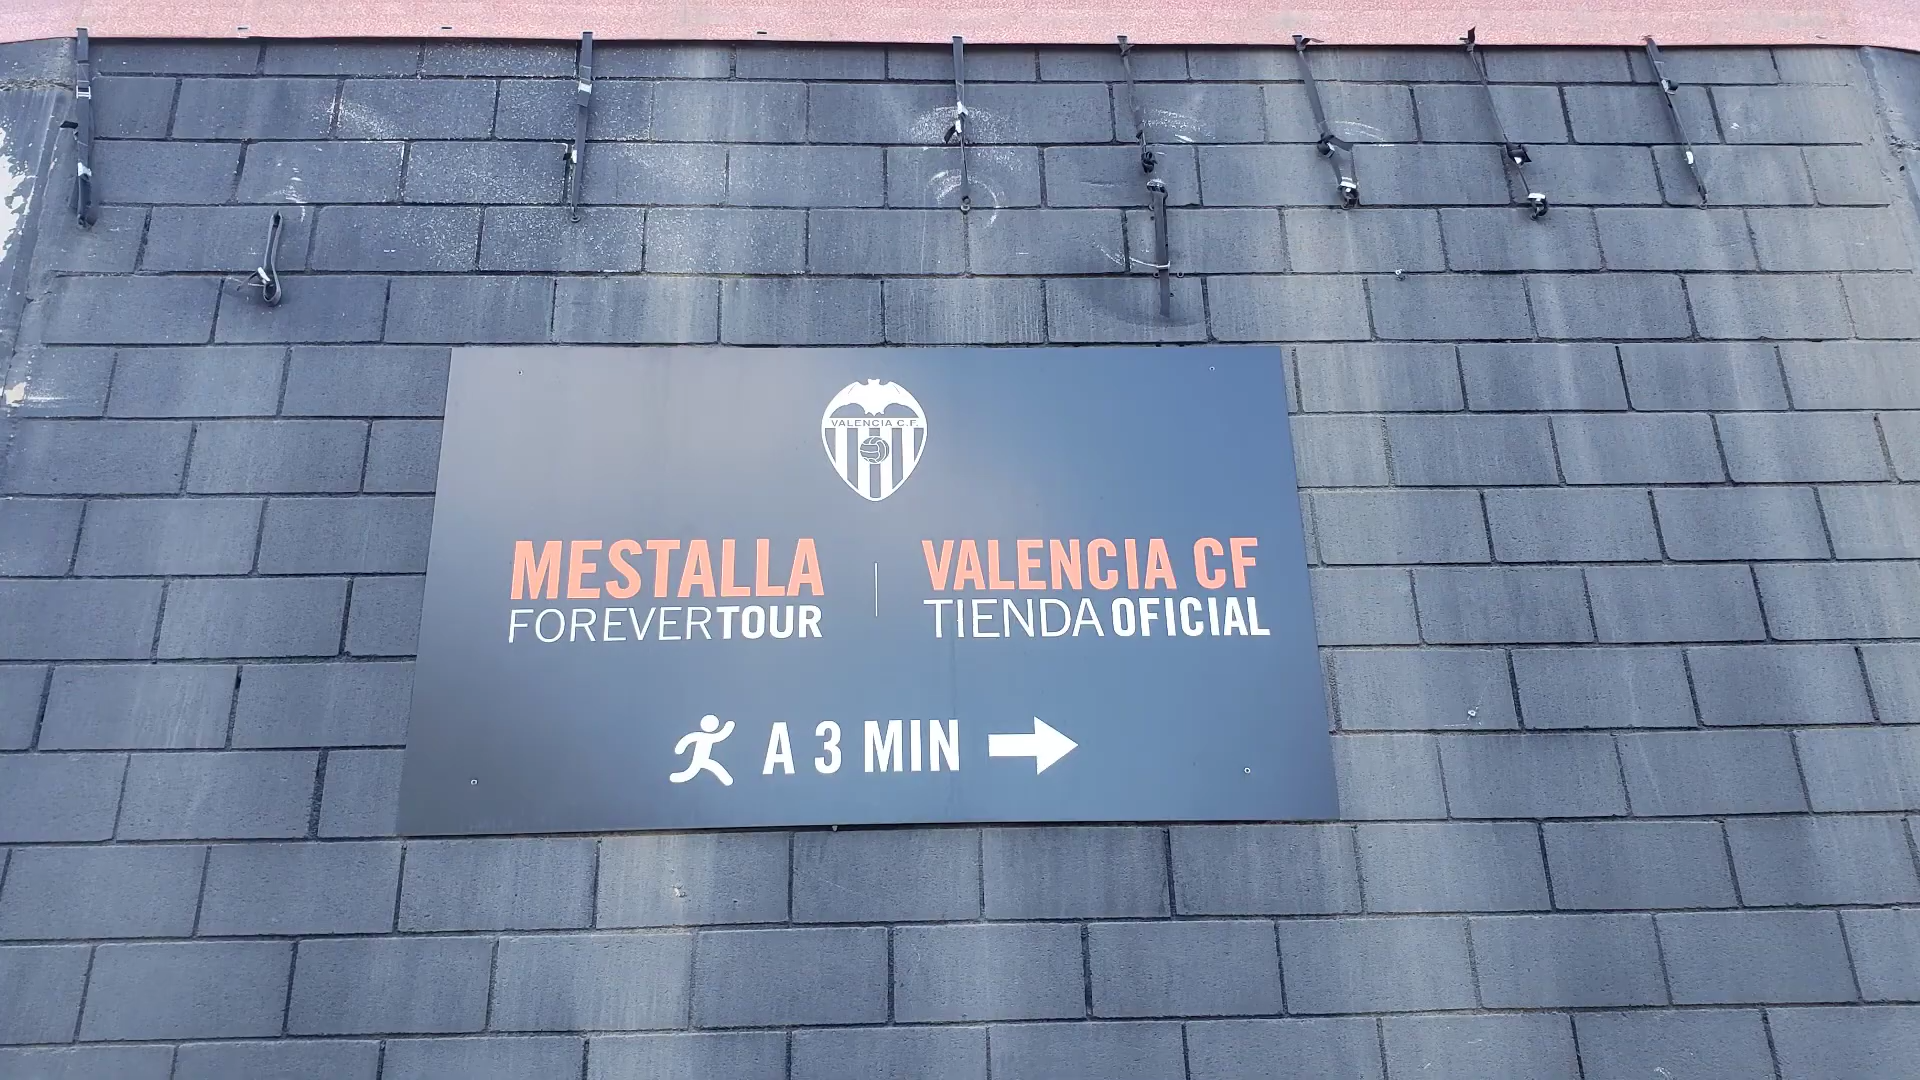 VALENCIA C.F.
MESTALLA
FOREVERTOUR
VALENCIA CF
TIENDA OFICIAL
A 3 MIN